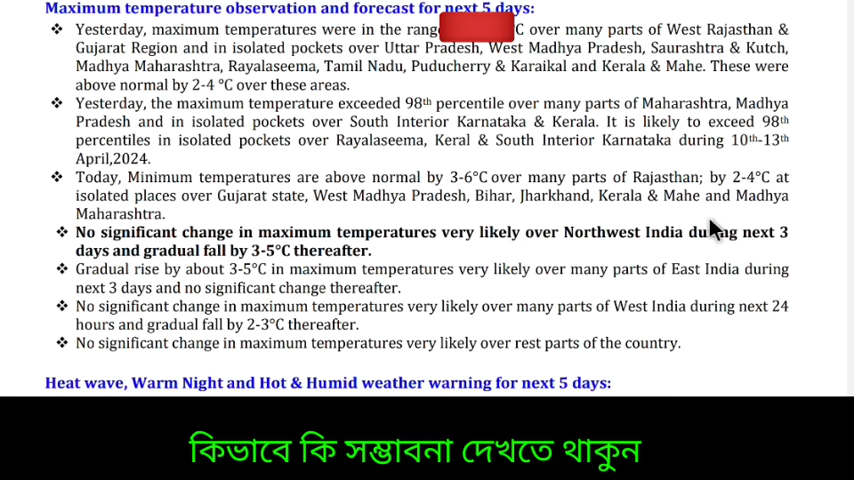 Maximum temperature observation and forecast for next 5 days:
❖ Yesterday, maximum temperatures were in the range C over many parts of West Rajasthan &
Gujarat Region and in isolated pockets over Uttar Pradesh, West Madhya Pradesh, Saurashtra & Kutch,
Madhya Maharashtra, Rayalaseema, Tamil Nadu, Puducherry & Karaikal and Kerala & Mahe. These were
above normal by 2-4 °C over these areas.
❖ Yesterday, the maximum temperature exceeded 98th percentile over many parts of Maharashtra, Madhya
Pradesh and in isolated pockets over South Interior Karnataka & Kerala. It is likely to exceed 98th
percentiles in isolated pockets over Rayalaseema, Keral & South Interior Karnataka during 10th-13th
April,2024.
❖ Today, Minimum temperatures are above normal by 3-6°C over many parts of Rajasthan; by 2-4°C at
isolated places over Gujarat state, West Madhya Pradesh, Bihar, Jharkhand, Kerala & Mahe and Madhya
Maharashtra.
❖ No significant change in maximum temperatures very likely over Northwest India during next 3
days and gradual fall by 3-5°C thereafter.
❖ Gradual rise by about 3-5°C in maximum temperatures very likely over many parts of East India during
next 3 days and no significant change thereafter.
❖ No significant change in maximum temperatures very likely over many parts of West India during next 24
hours and gradual fall by 2-3°C thereafter.
❖ No significant change in maximum temperatures very likely over rest parts of the country.
Heat wave, Warm Night and Hot & Humid weather warning for next 5 days:
কিভাবে কি সম্ভাবনা দেখতে থাকুন